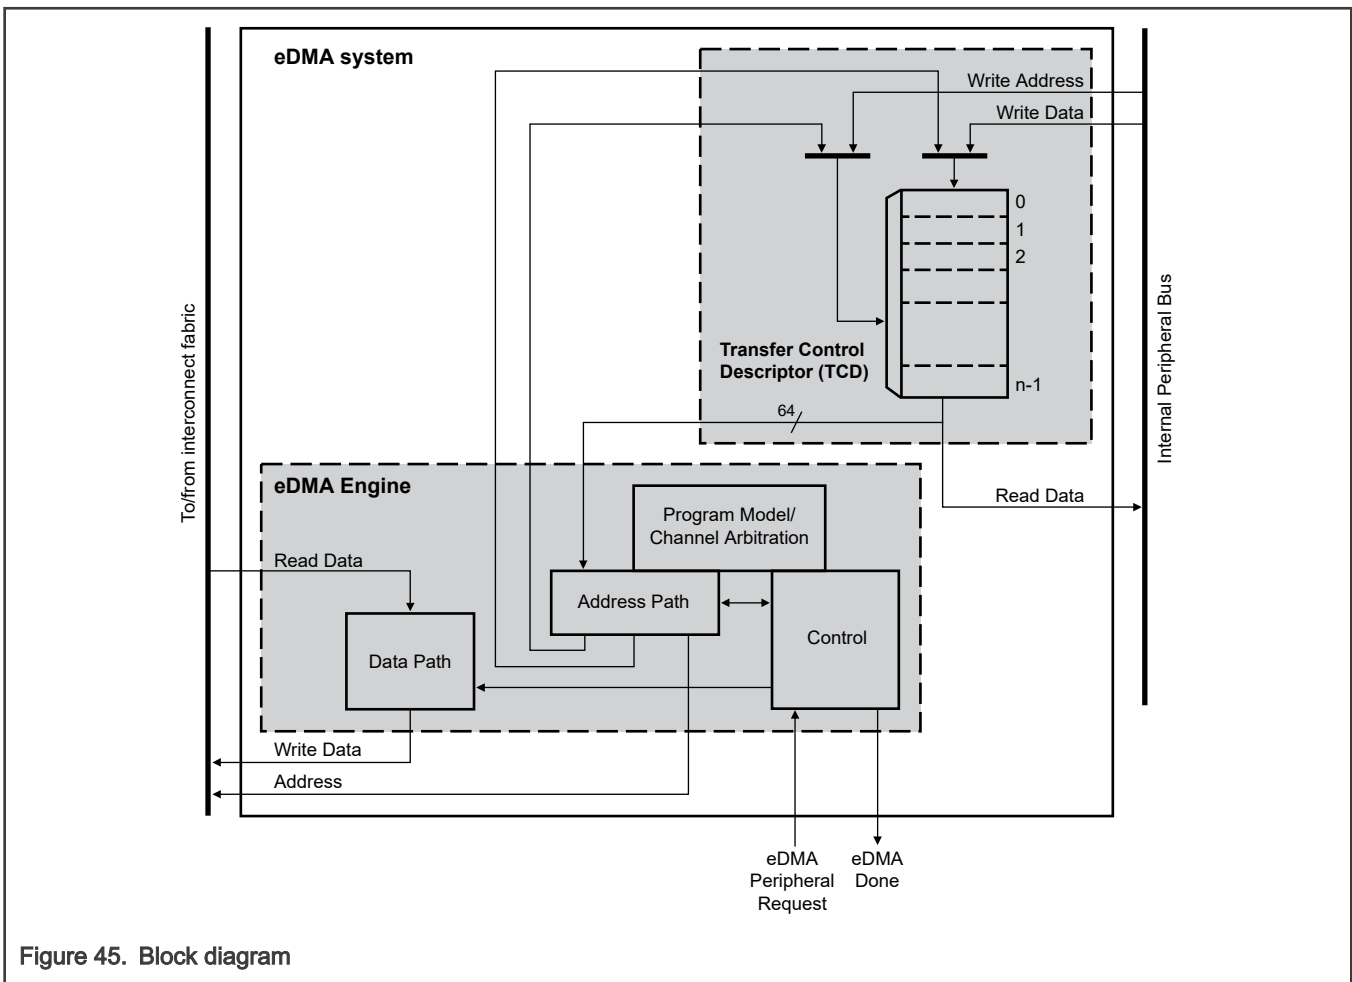 eDMA system
Write Address
Write Data
0
1
2
Transfer Control
Descriptor (TCD)
n-1
64
To/from interconnect fabric
Internal Peripheral Bus
eDMA Engine
Read Data
Program Model/
Channel Arbitration
Read Data
Address Path
Control
Data Path
Write Data
Address
eDMA
Peripheral
Request
eDMA
Done
Figure 45. Block diagram